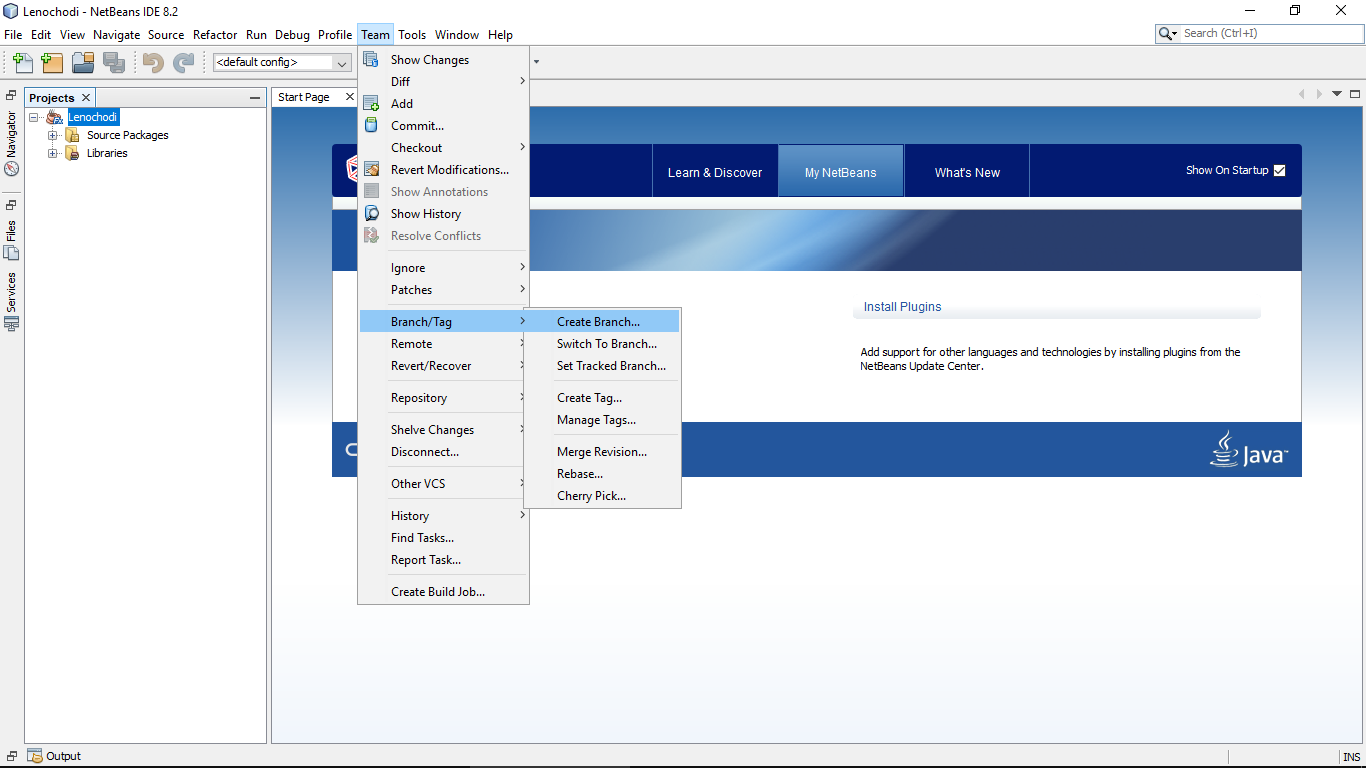 Lenochodi - NetBeans IDE 8.2
File Edit View Navigate Source Refactor Run Debug Profile Team Tools Window Help
Search (Ctrl+I)
<default config>
Projects
Lenochodi
Source Packages
Libraries
Navigator
Files
Services
Start Page
Show Changes
Diff
Add
Commit...
Checkout
Revert Modifications...
Show Annotations
Show History
Resolve Conflicts
Ignore
Patches
Branch/Tag
Remote
Revert/Recover
Repository
Shelve Changes
Disconnect...
Other VCS
History
Find Tasks...
Report Task...
Create Build Job...
Create Branch...
Switch To Branch...
Set Tracked Branch...
Create Tag...
Manage Tags...
Merge Revision...
Rebase...
Cherry Pick...
Learn & Discover
My NetBeans
What's New
Show On Startup
Install Plugins
Add support for other languages and technologies by installing plugins from the
NetBeans Update Center.
Java™
Output
INS